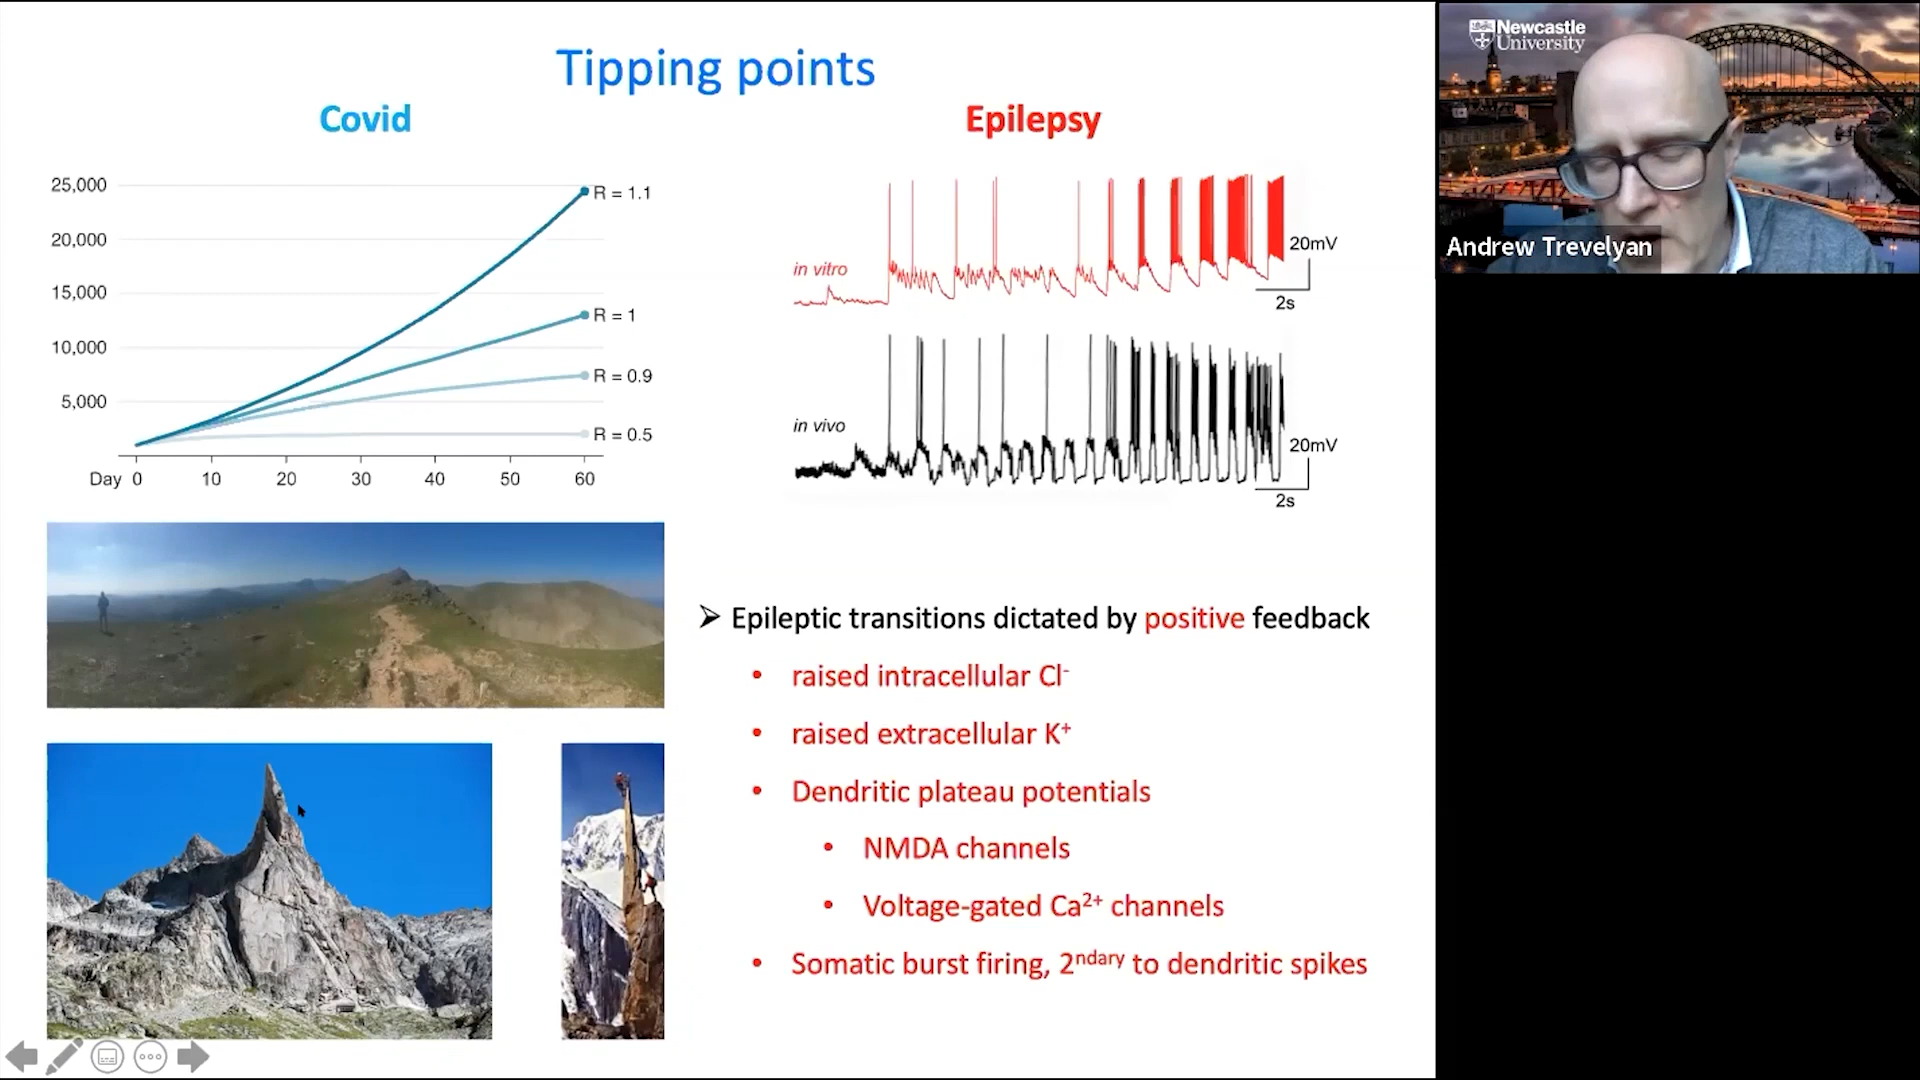 Tipping points
Covid
25,000
20,000
15,000
10,000
5,000
R = 1.1
R = 1
R = 0.9
R = 0.5
Day 0 10 20 30 40 50 60
Epilepsy
in vitro
20mV
2s
in vivo
20mV
2s
➢ Epileptic transitions dictated by positive feedback
• raised intracellular Cl⁻
• raised extracellular K⁺
• Dendritic plateau potentials
• NMDA channels
• Voltage-gated Ca²⁺ channels
• Somatic burst firing, 2ⁿᵈᵃʳʸ to dendritic spikes
Newcastle
University
Andrew Trevelyan